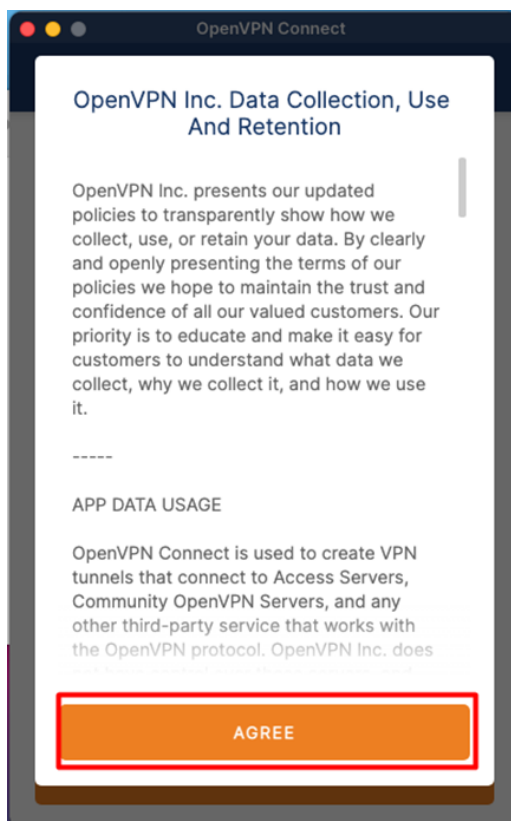 OpenVPN Connect
OpenVPN Inc. Data Collection, Use
And Retention
OpenVPN Inc. presents our updated
policies to transparently show how we
collect, use, or retain your data. By clearly
and openly presenting the terms of our
policies we hope to maintain the trust and
confidence of all our valued customers. Our
priority is to educate and make it easy for
customers to understand what data we
collect, why we collect it, and how we use
it.
-----
APP DATA USAGE
OpenVPN Connect is used to create VPN
tunnels that connect to Access Servers,
Community OpenVPN Servers, and any
other third-party service that works with
the OpenVPN protocol. OpenVPN Inc. does
AGREE